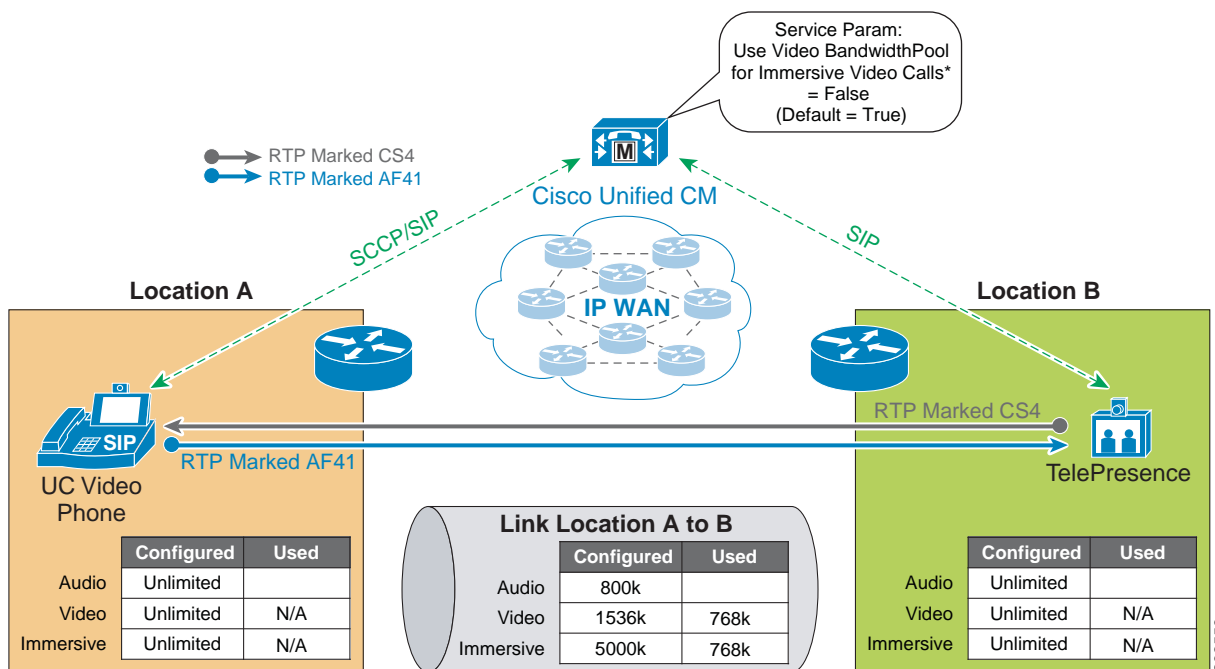 Service Param:
Use Video BandwidthPool
for Immersive Video Calls*
= False
(Default = True)
RTP Marked CS4
RTP Marked AF41
M
Cisco Unified CM
SCCP/SIP
SIP
IP WAN
Location A
Location B
SIP
UC Video
Phone
RTP Marked CS4
RTP Marked AF41
TelePresence
Configured Used
Audio Unlimited
Video Unlimited N/A
Immersive Unlimited N/A
Link Location A to B
Configured Used
Audio 800k
Video 1536k 768k
Immersive 5000k 768k
Configured Used
Audio Unlimited
Video Unlimited N/A
Immersive Unlimited N/A